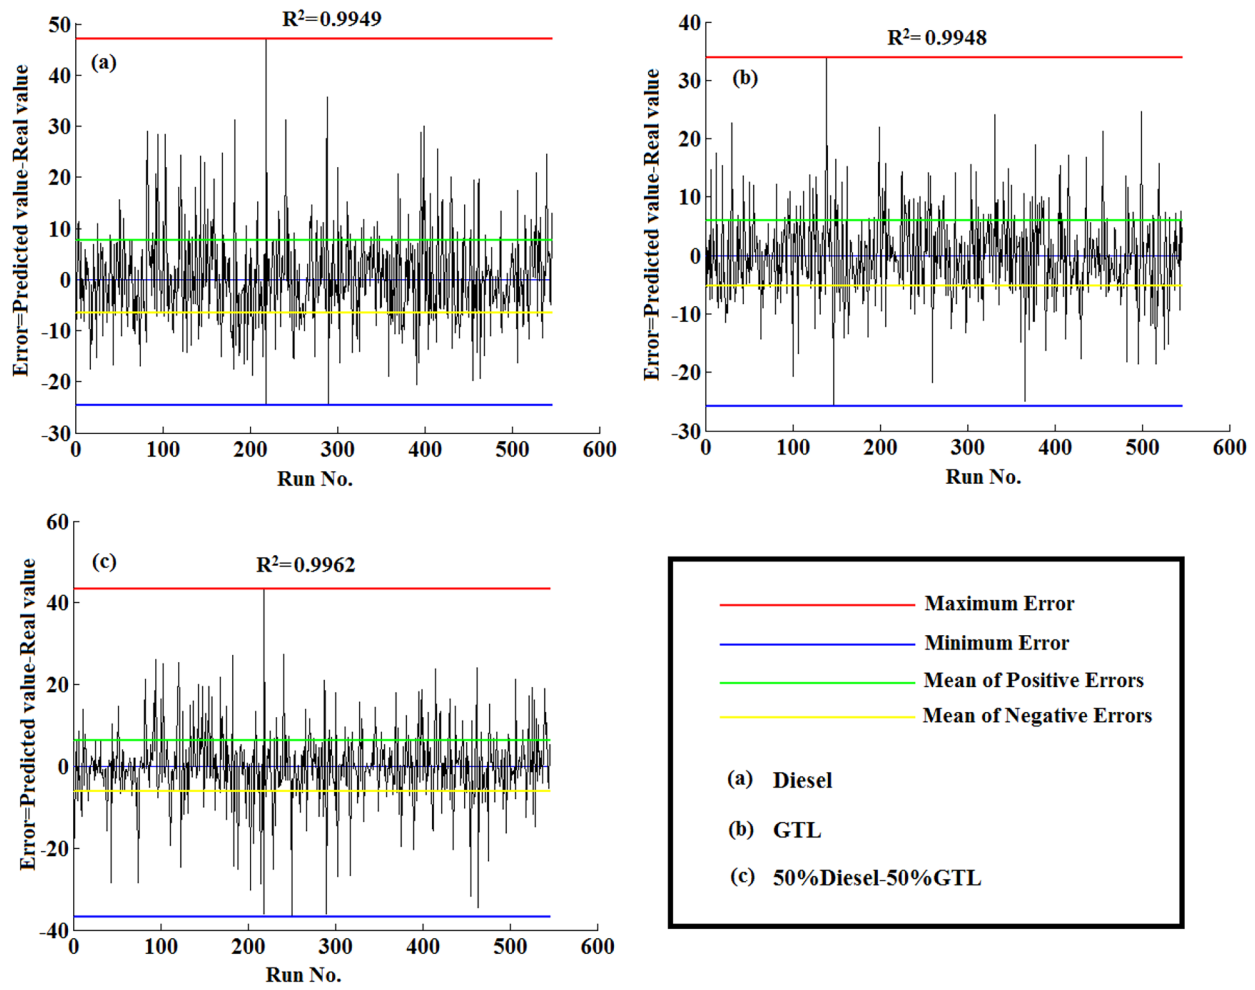 R²=0.9949
(a)
50
40
30
20
10
0
-10
-20
-30
Error=Predicted value-Real value
0 100 200 300 400 500 600
Run No.
R²=0.9948
(b)
40
30
20
10
0
-10
-20
-30
Error=Predicted value-Real value
0 100 200 300 400 500 600
Run No.
(c)
R²=0.9962
60
40
20
0
-20
-40
Error=Predicted value-Real value
0 100 200 300 400 500 600
Run No.
Maximum Error
Minimum Error
Mean of Positive Errors
Mean of Negative Errors
(a) Diesel
(b) GTL
(c) 50%Diesel-50%GTL